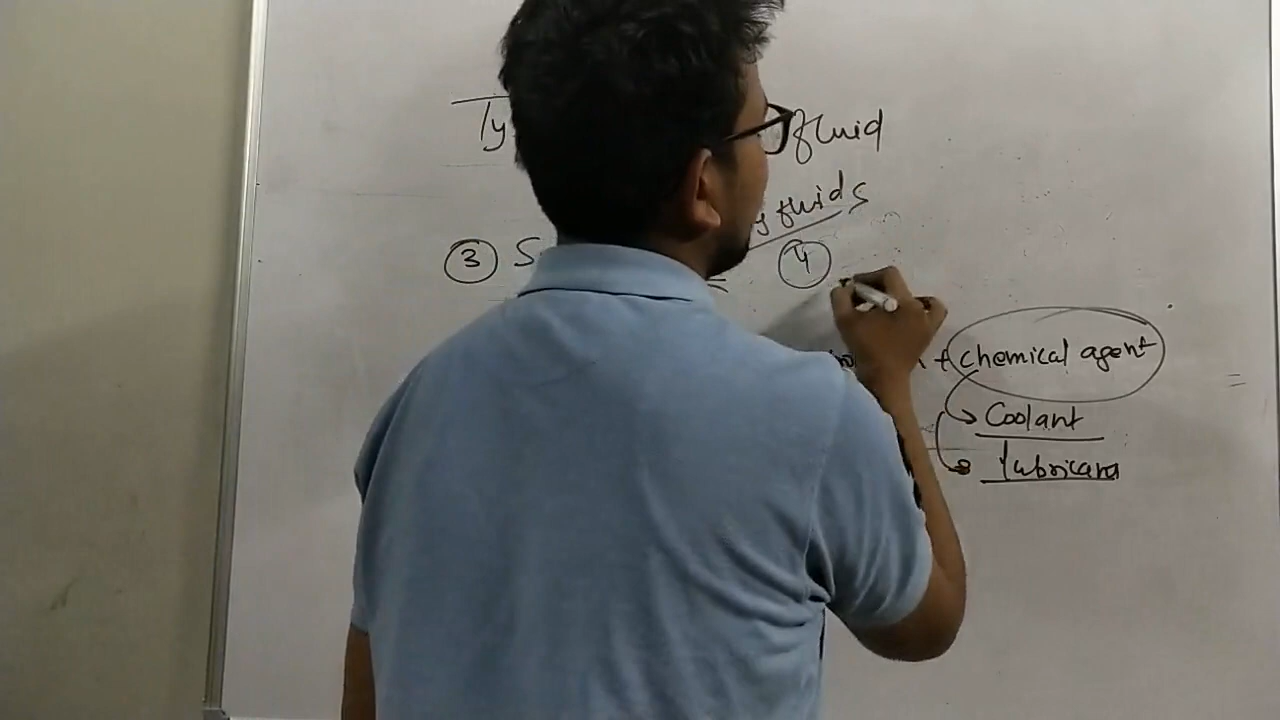 Ty fluid
fluids
③ S ④
+ chemical agent
Coolant
lubricant